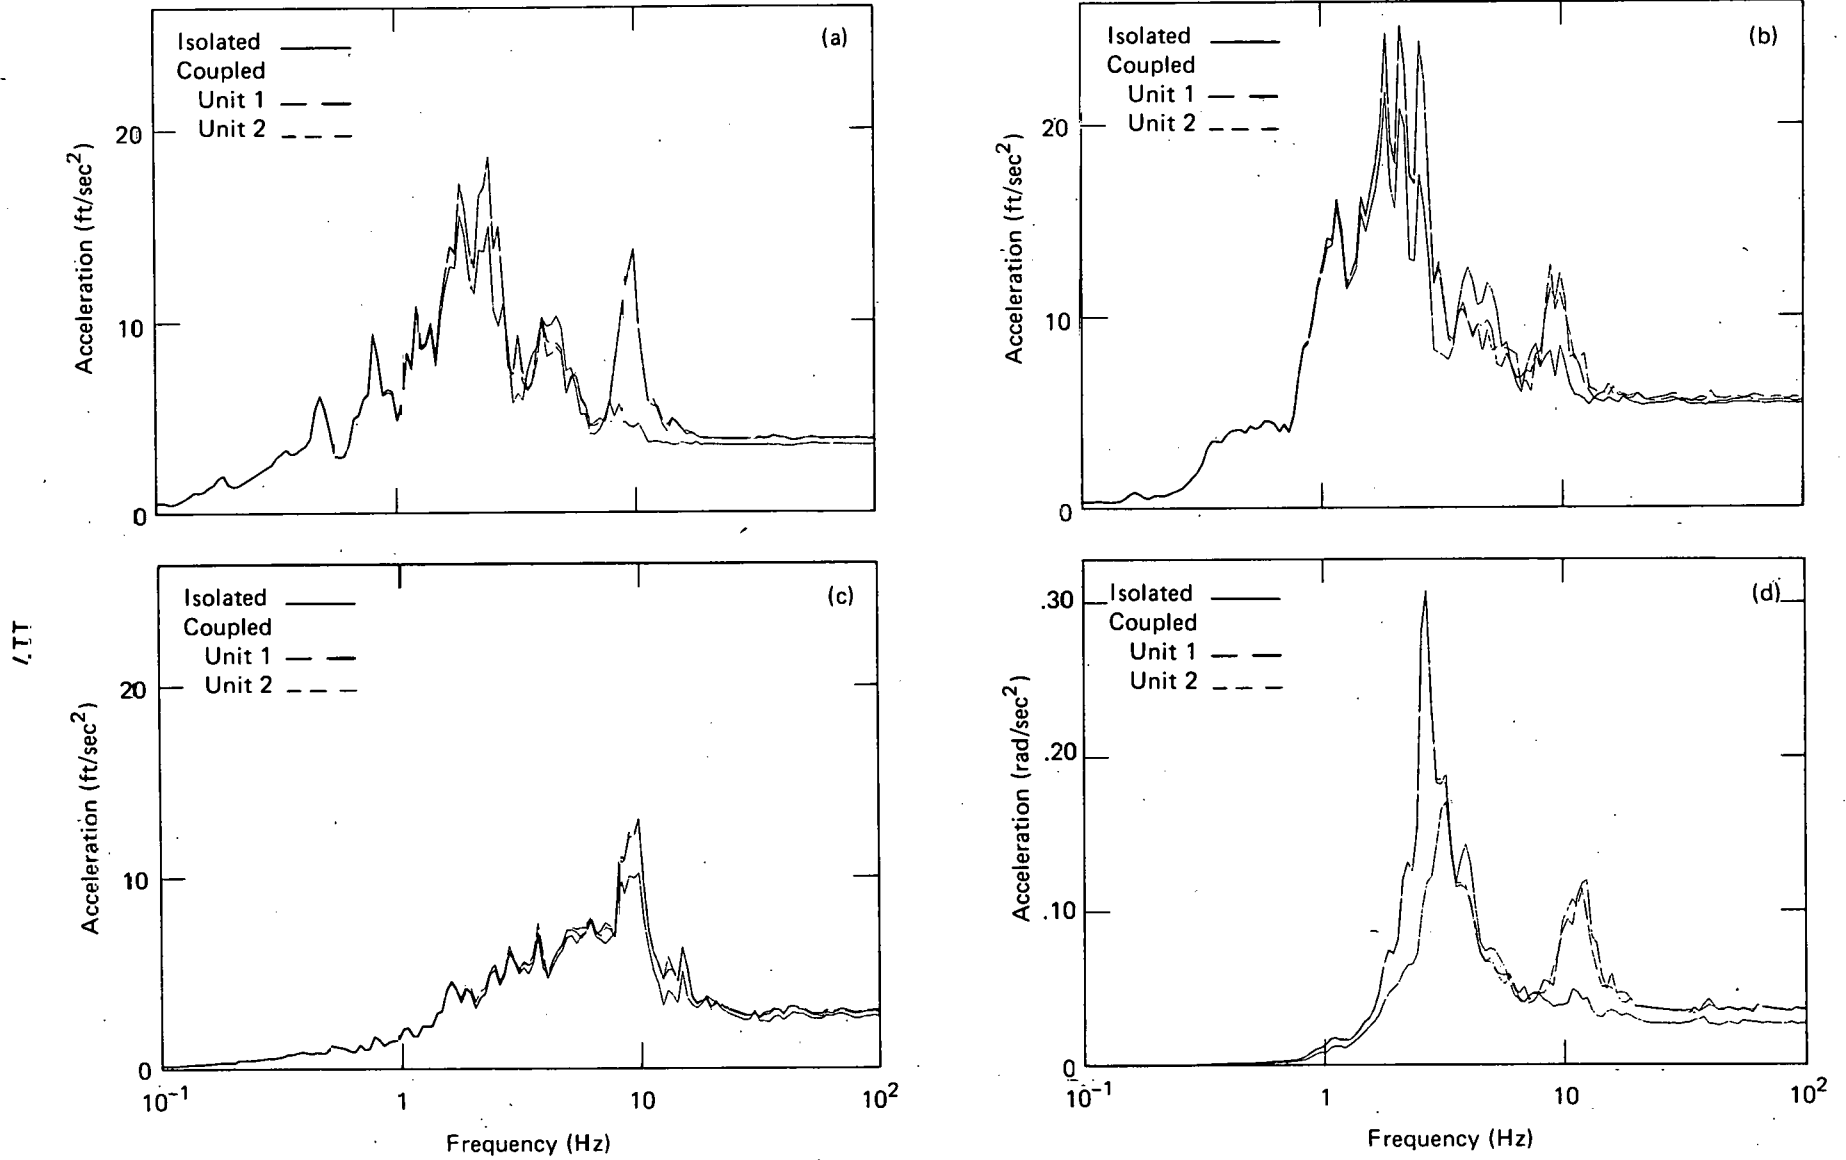 (a)
Isolated
Coupled
Unit 1
Unit 2
20
10
0
Acceleration (ft/sec²)
(b)
Isolated
Coupled
Unit 1
Unit 2
20
10
0
Acceleration (ft/sec²)
(c)
Isolated
Coupled
Unit 1
Unit 2
20
10
0
Acceleration (ft/sec²)
10⁻¹ 1 10 10²
Frequency (Hz)
(d)
Isolated
Coupled
Unit 1
Unit 2
.30
.20
.10
0
Acceleration (rad/sec²)
10⁻¹ 1 10 10²
Frequency (Hz)